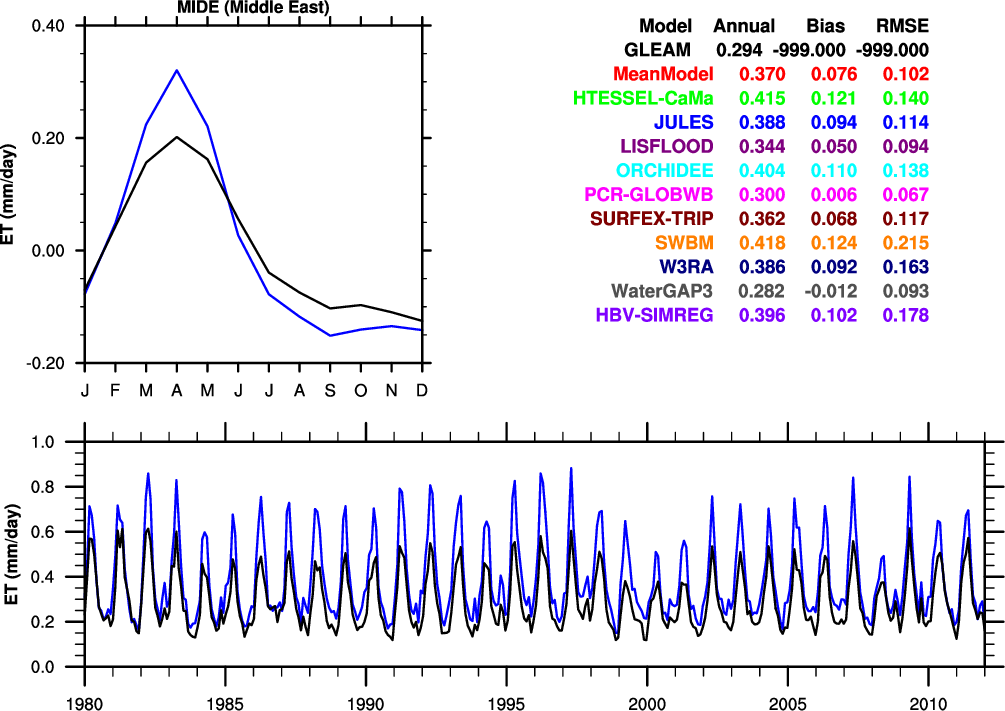 MIDE (Middle East)
0.40
0.20
0.00
-0.20
ET (mm/day)
J F M A M J J A S O N D
Model Annual Bias RMSE
GLEAM 0.294 -999.000 -999.000
MeanModel 0.370 0.076 0.102
HTESSEL-CaMa 0.415 0.121 0.140
JULES 0.388 0.094 0.114
LISFLOOD 0.344 0.050 0.094
ORCHIDEE 0.404 0.110 0.138
PCR-GLOBWB 0.300 0.006 0.067
SURFEX-TRIP 0.362 0.068 0.117
SWBM 0.418 0.124 0.215
W3RA 0.386 0.092 0.163
WaterGAP3 0.282 -0.012 0.093
HBV-SIMREG 0.396 0.102 0.178
1.0
0.8
0.6
0.4
0.2
0.0
ET (mm/day)
1980 1985 1990 1995 2000 2005 2010